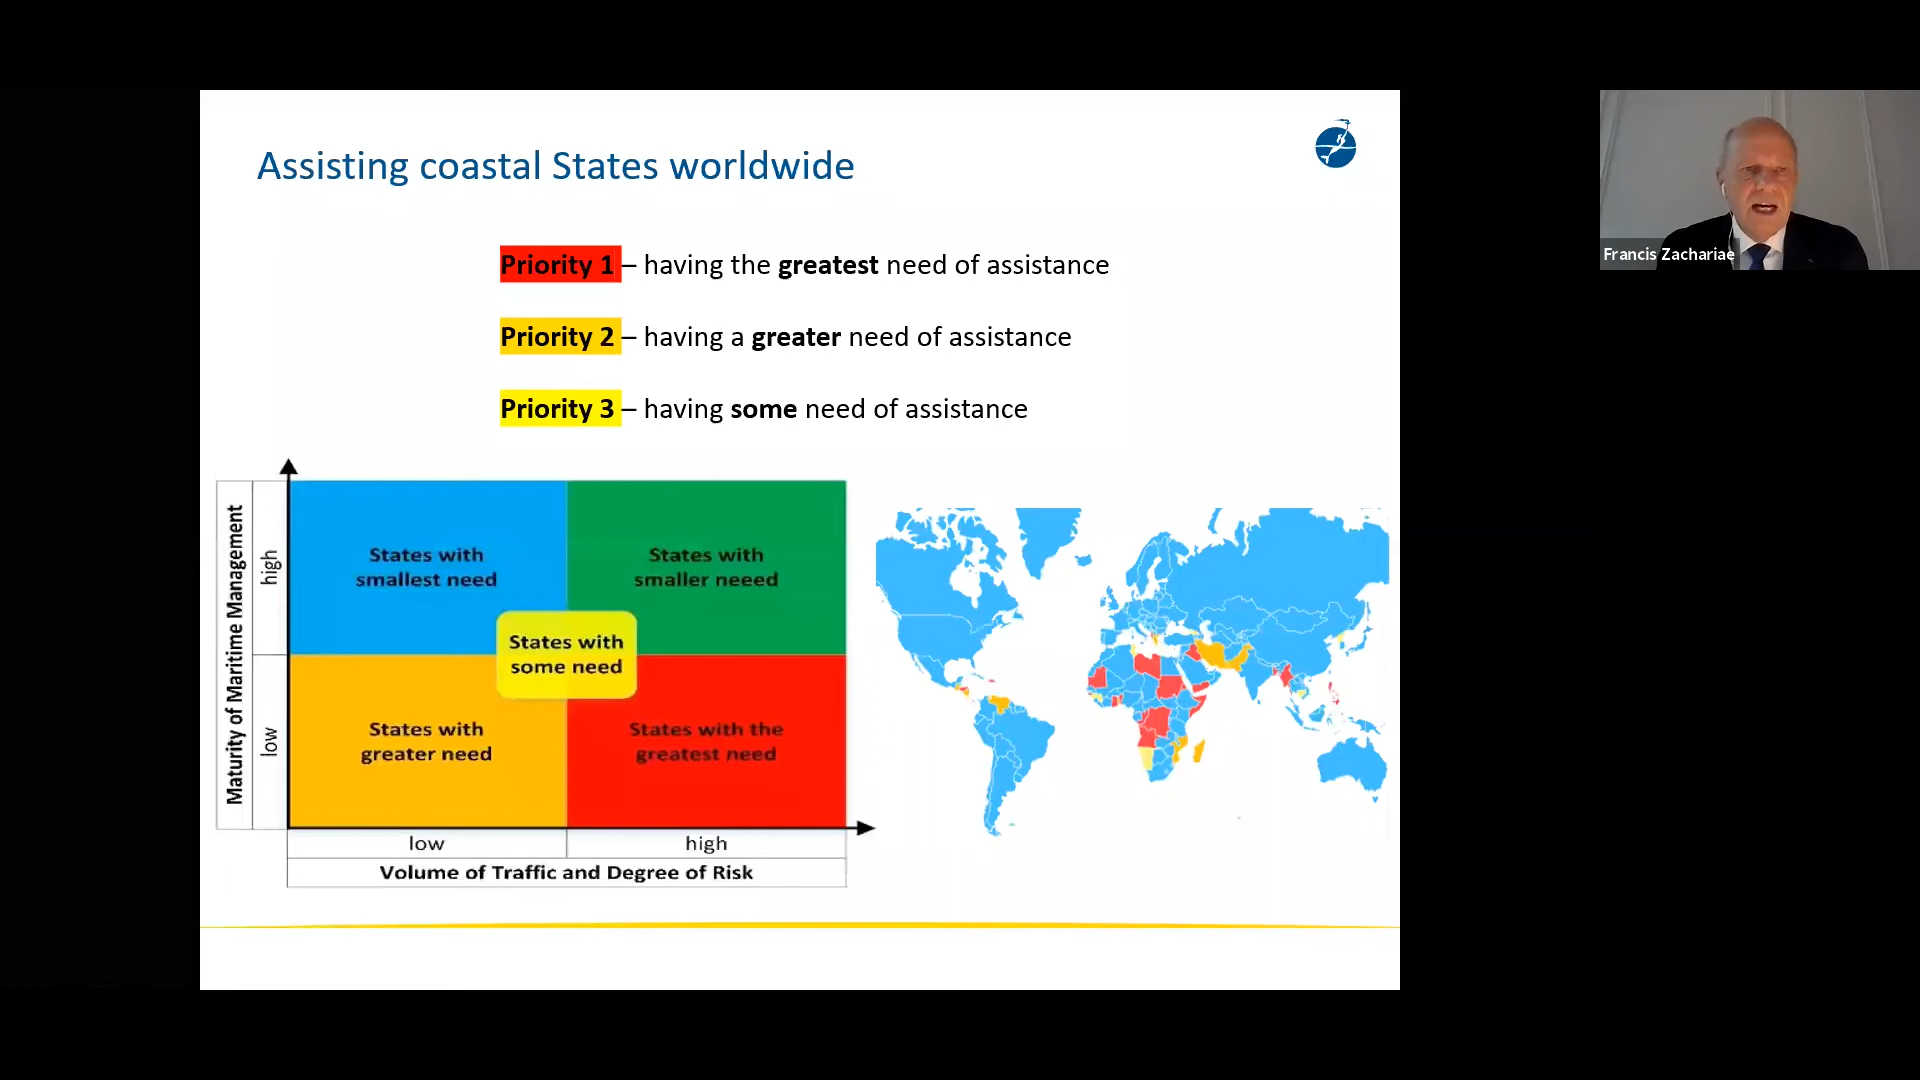 Assisting coastal States worldwide
Priority 1 – having the greatest need of assistance
Priority 2 – having a greater need of assistance
Priority 3 – having some need of assistance
Francis Zachariae
Maturity of Maritime Management
high
low
States with
smallest need
States with
smaller neeed
States with
some need
States with
greater need
States with the
greatest need
low
high
Volume of Traffic and Degree of Risk